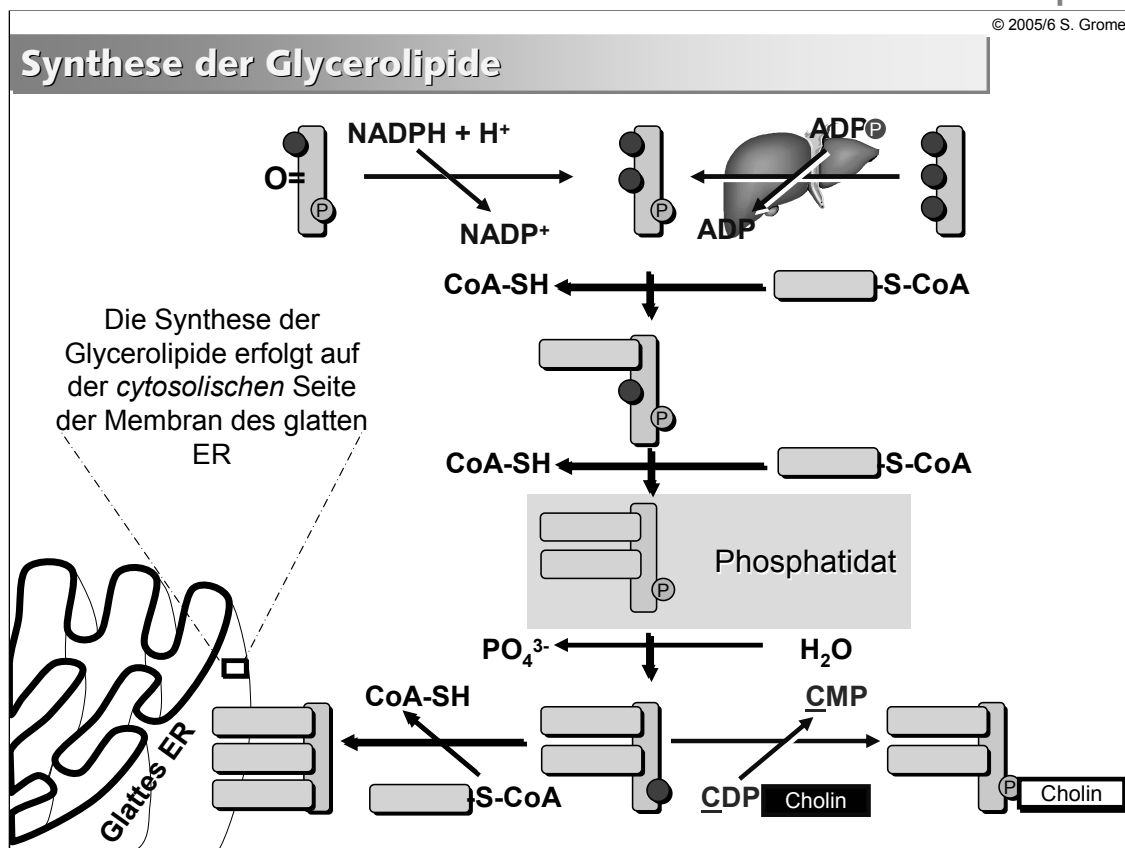 © 2005/6 S. Grome
Synthese der Glycerolipide
NADPH + H⁺
ADP P
O=
P
P
NADP⁺
ADP
CoA-SH
-S-CoA
Die Synthese der
Glycerolipide erfolgt auf
der cytosolischen Seite
der Membran des glatten
ER
P
CoA-SH
-S-CoA
Phosphatidat
P
PO₄³⁻
H₂O
CoA-SH
CMP
Glattes ER
-S-CoA
CDP Cholin
P Cholin